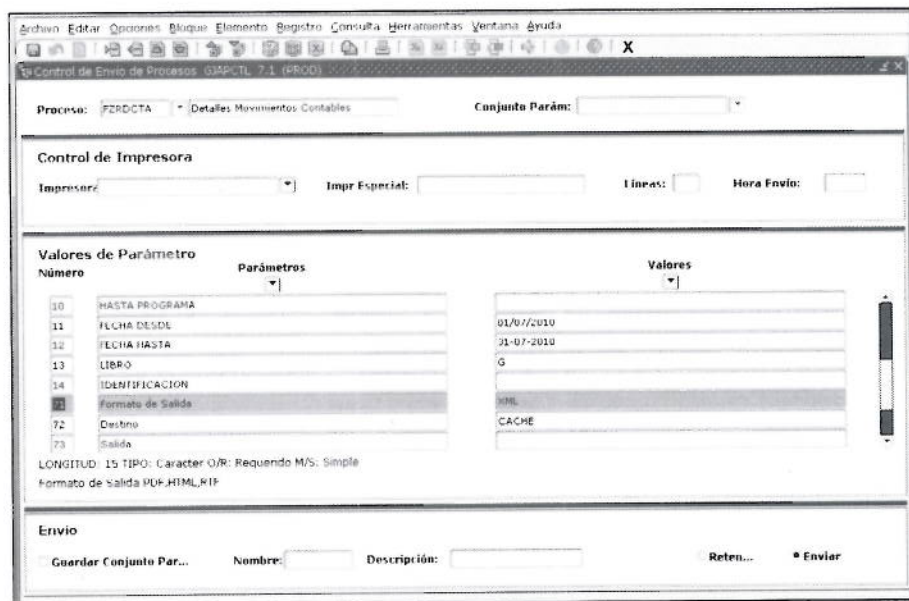 Archivo Editar Opciones Bloque Elemento Registro Consulta Herramientas Ventana Ayuda
X
Control de Envio de Procesos GJAPCTL 7.1 (PROD)
Proceso: FZRDCTA Detalles Movimientos Contables Conjunto Parám:
Control de Impresora
Impresora Impr Especial: Líneas: Hora Envío:
Valores de Parámetro
Número Parámetros Valores
10 HASTA PROGRAMA
11 FECHA DESDE 01/07/2010
12 FECHA HASTA 31-07-2010
13 LIBRO G
14 IDENTIFICACION
71 Formato de Salida XML
72 Destino CACHE
73 Salida
LONGITUD: 15 TIPO: Caracter O/R: Requerido M/S: Simple
Formato de Salida PDF,HTML,RTF
Envio
Guardar Conjunto Par... Nombre: Descripción: Reten... Enviar